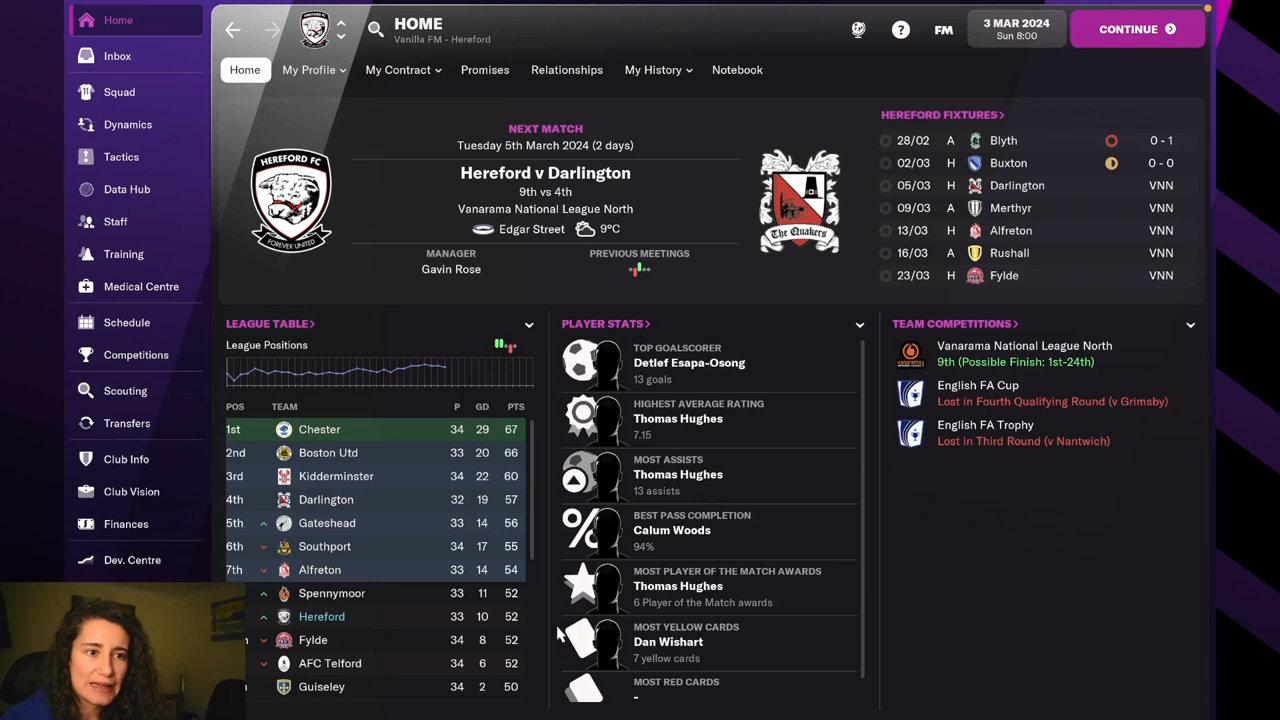 Home
Inbox
Squad
Dynamics
Tactics
Data Hub
Staff
Training
Medical Centre
Schedule
Competitions
Scouting
Transfers
Club Info
Club Vision
Finances
Dev. Centre
HOME
Vanilla FM - Hereford
?
FM
3 MAR 2024
Sun 8:00
CONTINUE
Home
My Profile
My Contract
Promises
Relationships
My History
Notebook
HEREFORD FC
FOREVER UNITED
NEXT MATCH
Tuesday 5th March 2024 (2 days)
Hereford v Darlington
9th vs 4th
Vanarama National League North
Edgar Street 9°C
MANAGER
Gavin Rose
PREVIOUS MEETINGS
The Quakers
HEREFORD FIXTURES>
28/02 A Blyth 0 - 1
02/03 H Buxton 0 - 0
05/03 H Darlington VNN
09/03 A Merthyr VNN
13/03 H Alfreton VNN
16/03 A Rushall VNN
23/03 H Fylde VNN
LEAGUE TABLE>
League Positions
POS TEAM P GD PTS
1st Chester 34 29 67
2nd Boston Utd 33 20 66
3rd Kidderminster 34 22 60
4th Darlington 32 19 57
5th Gateshead 33 14 56
6th Southport 34 17 55
7th Alfreton 33 14 54
Spennymoor 33 11 52
Hereford 33 10 52
Fylde 34 8 52
AFC Telford 34 6 52
Guiseley 34 2 50
PLAYER STATS>
TOP GOALSCORER
Detlef Esapa-Osong
13 goals
HIGHEST AVERAGE RATING
Thomas Hughes
7.15
MOST ASSISTS
Thomas Hughes
13 assists
BEST PASS COMPLETION
Calum Woods
94%
MOST PLAYER OF THE MATCH AWARDS
Thomas Hughes
6 Player of the Match awards
MOST YELLOW CARDS
Dan Wishart
7 yellow cards
MOST RED CARDS
-
TEAM COMPETITIONS>
Vanarama National League North
9th (Possible Finish: 1st-24th)
English FA Cup
Lost in Fourth Qualifying Round (v Grimsby)
English FA Trophy
Lost in Third Round (v Nantwich)